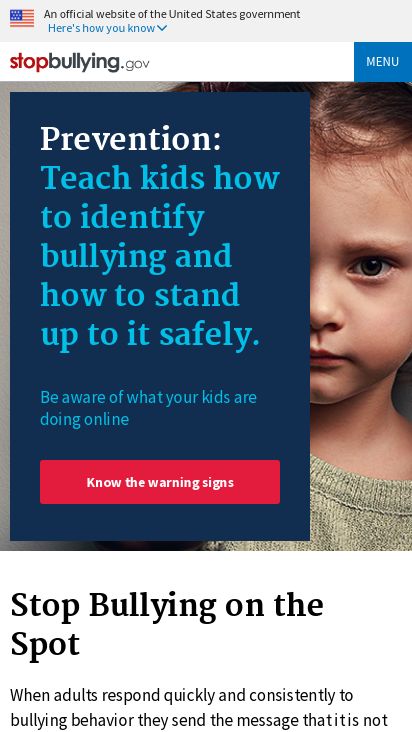 An official website of the United States government
Here's how you know
stopbullying.gov
MENU
Prevention:
Teach kids how
to identify
bullying and
how to stand
up to it safely.
Be aware of what your kids are
doing online
Know the warning signs
Stop Bullying on the
Spot
When adults respond quickly and consistently to
bullying behavior they send the message that it is not